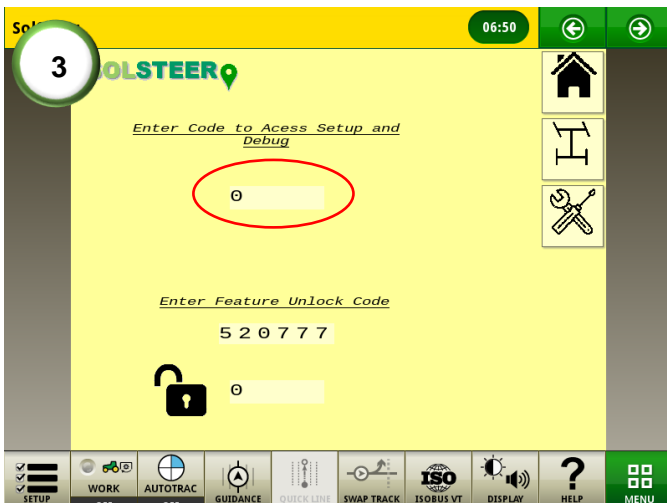 06:50
3
SOLSTEER
Enter Code to Acess Setup and
Debug
0
Enter Feature Unlock Code
520777
0
SETUP
WORK
AUTOTRAC
GUIDANCE
QUICK LINE
SWAP TRACK
ISO
ISOBUS VT
DISPLAY
?
HELP
MENU